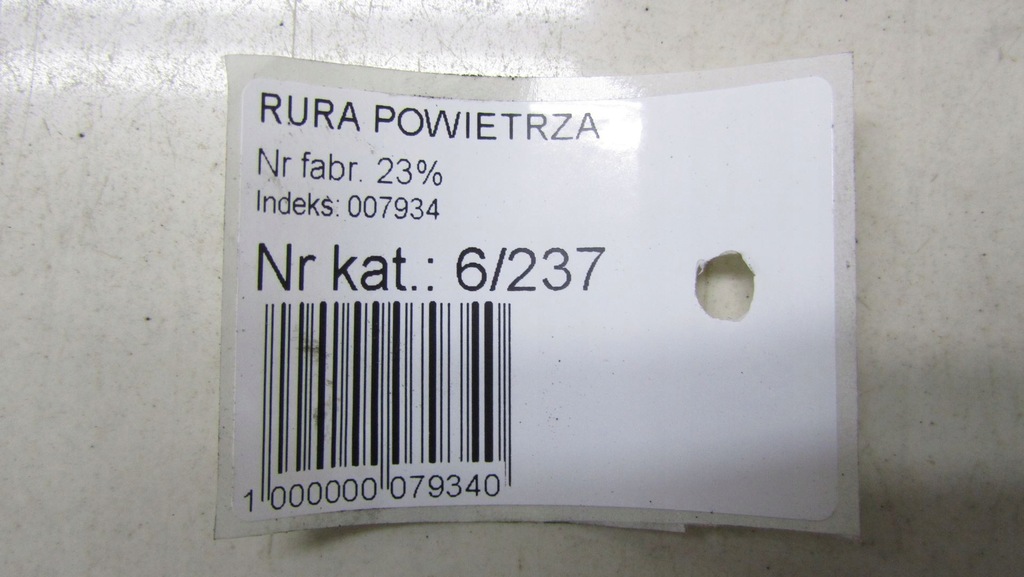 RURA POWIETRZA
Nr fabr. 23%
Indeks: 007934
Nr kat.: 6/237
1 000000 079340